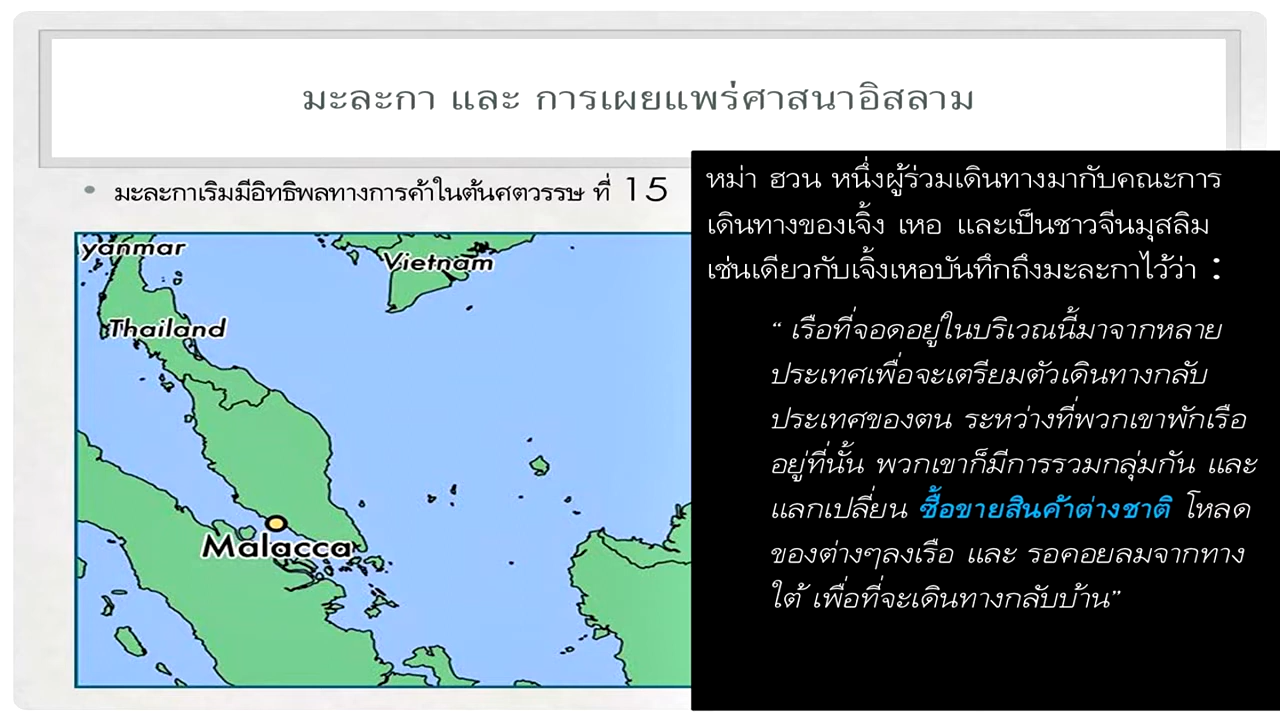 มะละกา และ การเผยแพร่ศาสนาอิสลาม
• มะละกาเริมมีอิทธิพลทางการค้าในต้นศตวรรษ ที่ 15
yanmar
Vietnam
Thailand
Malacca
หม่า ฮวน หนึ่งผู้ร่วมเดินทางมากับคณะการ
เดินทางของเจิ้ง เหอ และเป็นชาวจีนมุสลิม
เช่นเดียวกับเจิ้งเหอบันทึกถึงมะละกาไว้ว่า :
“ เรือที่จอดอยู่ในบริเวณนี้มาจากหลาย
ประเทศเพื่อจะเตรียมตัวเดินทางกลับ
ประเทศของตน ระหว่างที่พวกเขาพักเรือ
อยู่ที่นั้น พวกเขาก็มีการรวมกลุ่มกัน และ
แลกเปลี่ยน ซื้อขายสินค้าต่างชาติ โหลด
ของต่างๆลงเรือ และ รอคอยลมจากทาง
ใต้ เพื่อที่จะเดินทางกลับบ้าน”